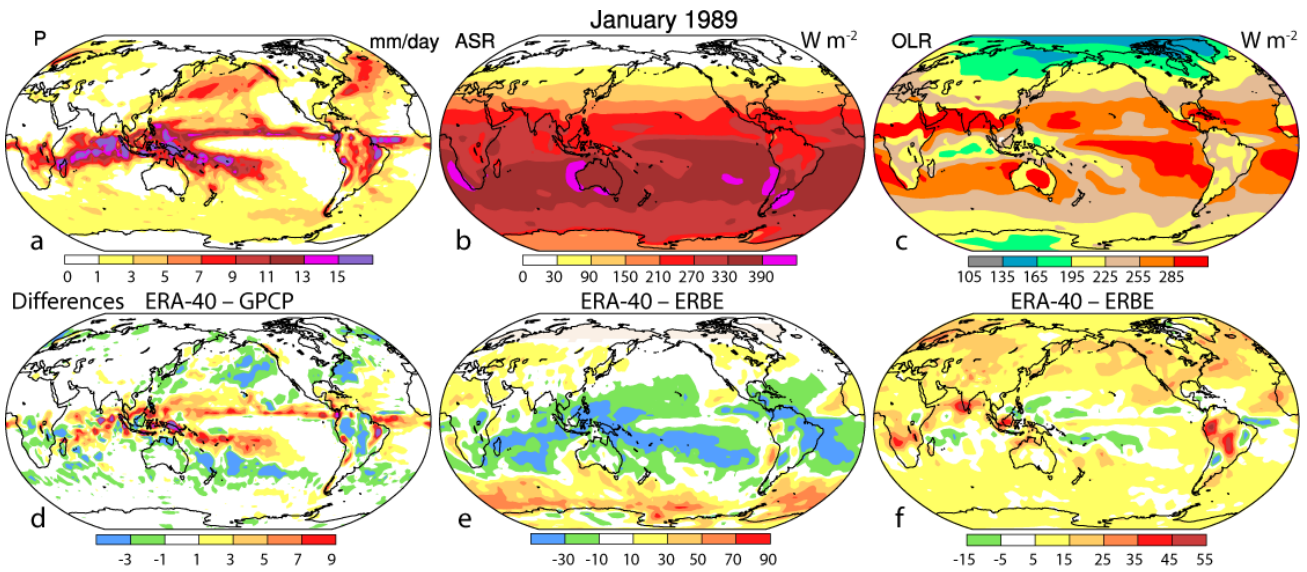 January 1989
P mm/day ASR W m-2 OLR W m-2
a b c
0 1 3 5 7 9 11 13 15 0 30 90 150 210 270 330 390 105 135 165 195 225 255 285
Differences ERA-40 – GPCP ERA-40 – ERBE ERA-40 – ERBE
d e f
-3 -1 1 3 5 7 9 -30 -10 10 30 50 70 90 -15 -5 5 15 25 35 45 55